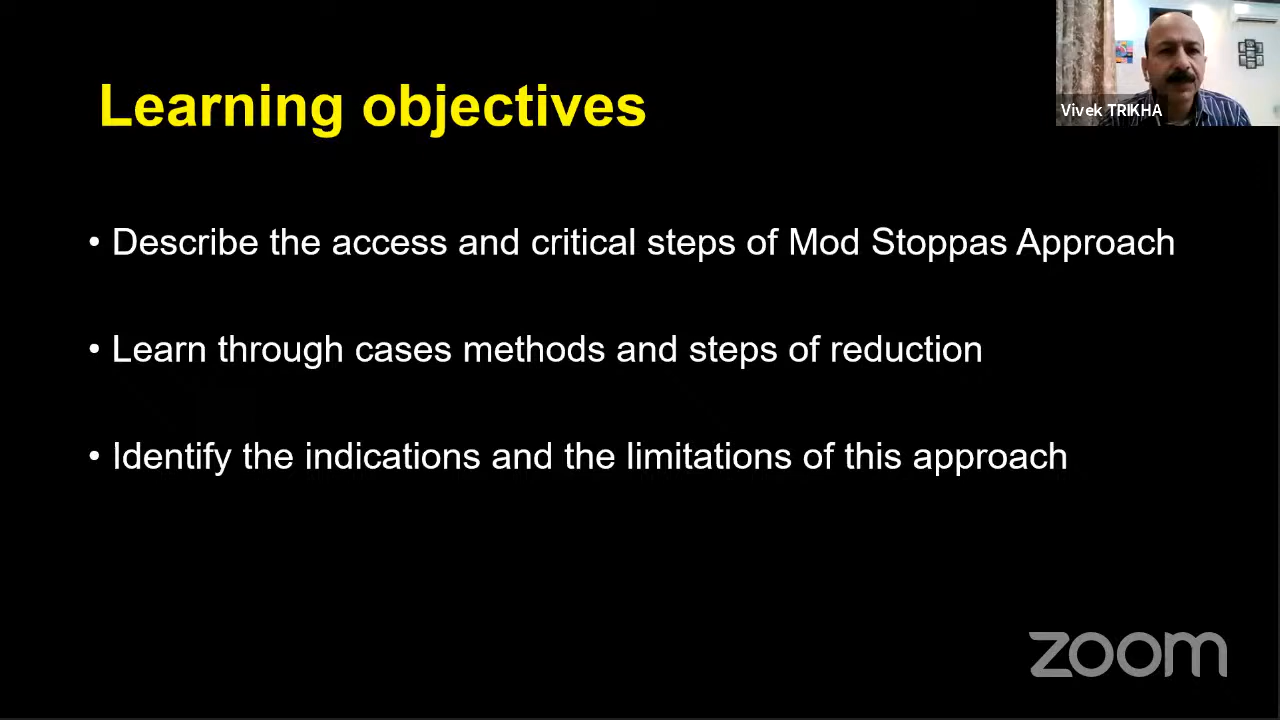 Learning objectives
Vivek TRIKHA
• Describe the access and critical steps of Mod Stoppas Approach
• Learn through cases methods and steps of reduction
• Identify the indications and the limitations of this approach
zoom